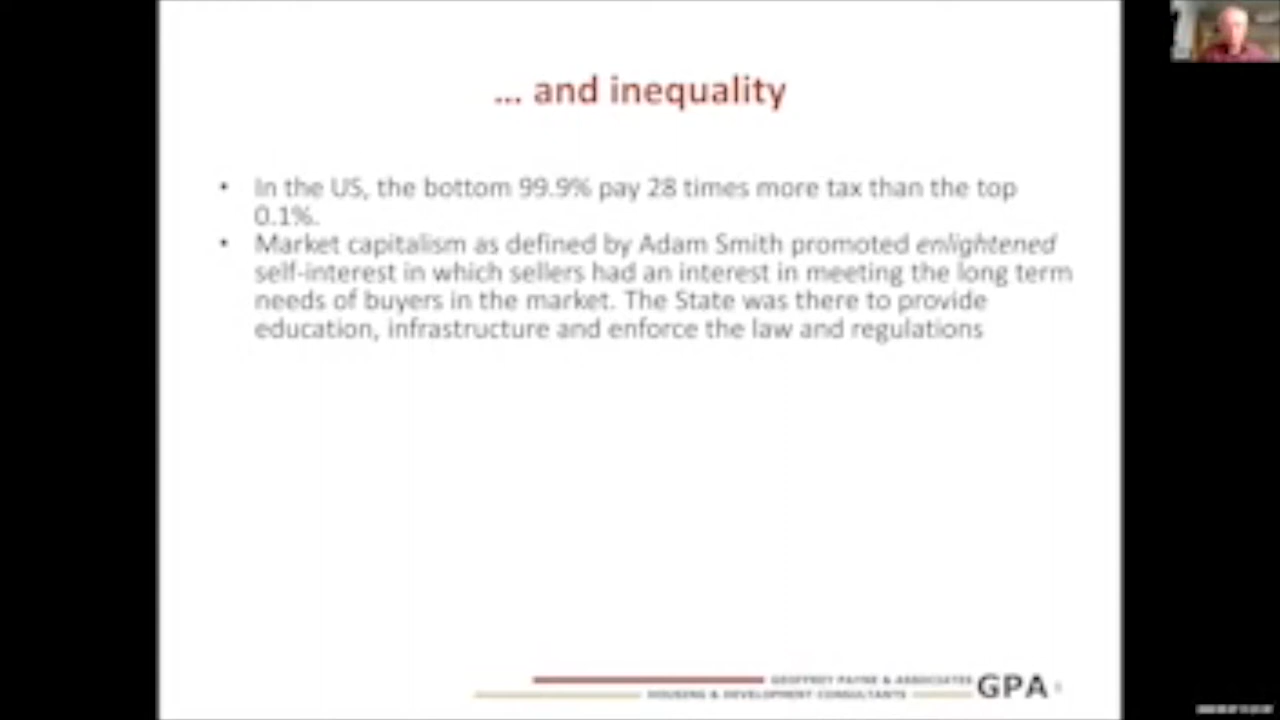 ... and inequality
• In the US, the bottom 99.9% pay 28 times more tax than the top
0.1%.
• Market capitalism as defined by Adam Smith promoted enlightened
self-interest in which sellers had an interest in meeting the long term
needs of buyers in the market. The State was there to provide
education, infrastructure and enforce the law and regulations
GEOFFREY PAYNE & ASSOCIATES
HOUSING & DEVELOPMENT CONSULTANTS
GPA